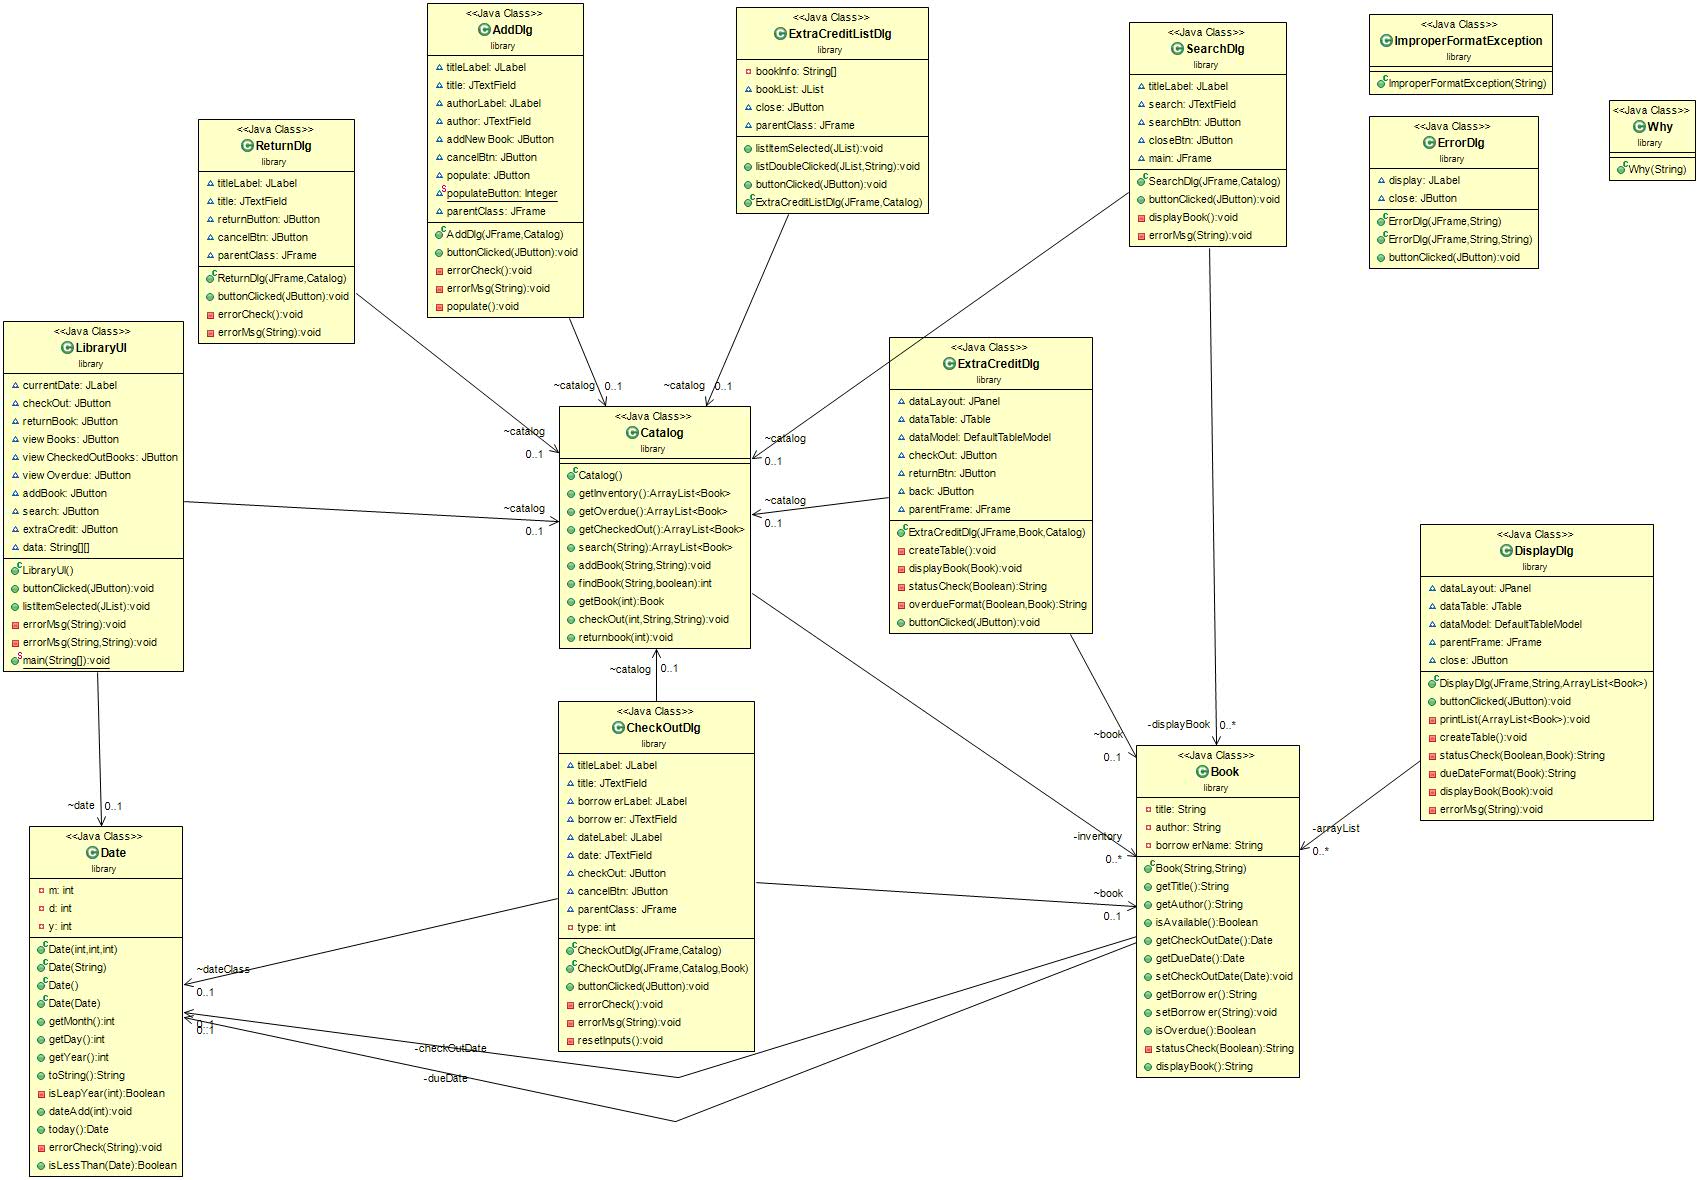 <<Java Class>>
AddDlg
library
titleLabel: JLabel
title: JTextField
authorLabel: JLabel
author: JTextField
addNew Book: JButton
cancelBtn: JButton
populate: JButton
populateButton: Integer
parentClass: JFrame
AddDlg(JFrame,Catalog)
buttonClicked(JButton):void
errorCheck():void
errorMsg(String):void
populate():void
<<Java Class>>
ExtraCreditListDlg
library
bookInfo: String[]
bookList: JList
close: JButton
parentClass: JFrame
listItemSelected(JList):void
listDoubleClicked(JList,String):void
buttonClicked(JButton):void
ExtraCreditListDlg(JFrame,Catalog)
<<Java Class>>
SearchDlg
library
titleLabel: JLabel
search: JTextField
searchBtn: JButton
closeBtn: JButton
main: JFrame
SearchDlg(JFrame,Catalog)
buttonClicked(JButton):void
displayBook():void
errorMsg(String):void
<<Java Class>>
ImproperFormatException
library
ImproperFormatException(String)
<<Java Class>>
Why
library
Why(String)
<<Java Class>>
ErrorDlg
library
display: JLabel
close: JButton
ErrorDlg(JFrame,String)
ErrorDlg(JFrame,String,String)
buttonClicked(JButton):void
<<Java Class>>
ReturnDlg
library
titleLabel: JLabel
title: JTextField
returnButton: JButton
cancelBtn: JButton
parentClass: JFrame
ReturnDlg(JFrame,Catalog)
buttonClicked(JButton):void
errorCheck():void
errorMsg(String):void
<<Java Class>>
LibraryUI
library
currentDate: JLabel
checkOut: JButton
returnBook: JButton
view Books: JButton
view CheckedOutBooks: JButton
view Overdue: JButton
addBook: JButton
search: JButton
extraCredit: JButton
data: String[][]
LibraryUI()
buttonClicked(JButton):void
listItemSelected(JList):void
errorMsg(String):void
errorMsg(String,String):void
main(String[]):void
~catalog 0..1
~catalog 0..1
~catalog
0..1
~catalog
0..1
~catalog
0..1
~catalog
0..1
<<Java Class>>
Catalog
library
Catalog()
getInventory():ArrayList<Book>
getOverdue():ArrayList<Book>
getCheckedOut():ArrayList<Book>
search(String):ArrayList<Book>
addBook(String,String):void
findBook(String,boolean):int
getBook(int):Book
checkOut(int,String,String):void
returnbook(int):void
~catalog 0..1
<<Java Class>>
ExtraCreditDlg
library
dataLayout: JPanel
dataTable: JTable
dataModel: DefaultTableModel
checkOut: JButton
returnBtn: JButton
back: JButton
parentFrame: JFrame
ExtraCreditDlg(JFrame,Book,Catalog)
createTable():void
displayBook(Book):void
statusCheck(Boolean):String
overdueFormat(Boolean,Book):String
buttonClicked(JButton):void
<<Java Class>>
DisplayDlg
library
dataLayout: JPanel
dataTable: JTable
dataModel: DefaultTableModel
parentFrame: JFrame
close: JButton
DisplayDlg(JFrame,String,ArrayList<Book>)
buttonClicked(JButton):void
printList(ArrayList<Book>):void
createTable():void
statusCheck(Boolean,Book):String
dueDateFormat(Book):String
displayBook(Book):void
errorMsg(String):void
<<Java Class>>
CheckOutDlg
library
titleLabel: JLabel
title: JTextField
borrow erLabel: JLabel
borrow er: JTextField
dateLabel: JLabel
date: JTextField
checkOut: JButton
cancelBtn: JButton
parentClass: JFrame
type: int
CheckOutDlg(JFrame,Catalog)
CheckOutDlg(JFrame,Catalog,Book)
buttonClicked(JButton):void
errorCheck():void
errorMsg(String):void
resetInputs():void
-displayBook 0..*
~book
0..1
-inventory
0..*
~book
0..1
-arrayList
0..*
<<Java Class>>
Book
library
title: String
author: String
borrow erName: String
Book(String,String)
getTitle():String
getAuthor():String
isAvailable():Boolean
getCheckOutDate():Date
getDueDate():Date
setCheckOutDate(Date):void
getBorrow er():String
setBorrow er(String):void
isOverdue():Boolean
statusCheck(Boolean):String
displayBook():String
~date 0..1
<<Java Class>>
Date
library
m: int
d: int
y: int
Date(int,int,int)
Date(String)
Date()
Date(Date)
getMonth():int
getDay():int
getYear():int
toString():String
isLeapYear(int):Boolean
dateAdd(int):void
today():Date
errorCheck(String):void
isLessThan(Date):Boolean
~dateClass
0..1
0..1
0..1
-checkOutDate
-dueDate